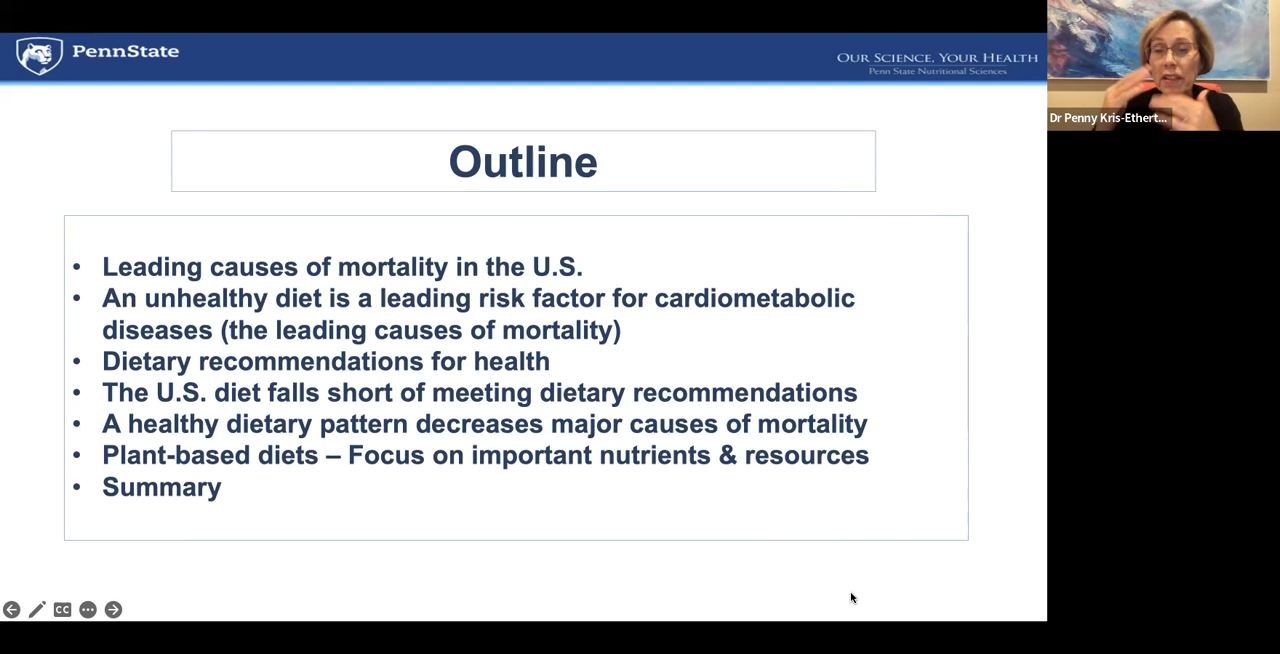 PennState
OUR SCIENCE, YOUR HEALTH
Penn State Nutritional Sciences
Dr Penny Kris-Ethert...
Outline
• Leading causes of mortality in the U.S.
• An unhealthy diet is a leading risk factor for cardiometabolic
diseases (the leading causes of mortality)
• Dietary recommendations for health
• The U.S. diet falls short of meeting dietary recommendations
• A healthy dietary pattern decreases major causes of mortality
• Plant-based diets – Focus on important nutrients & resources
• Summary
CC